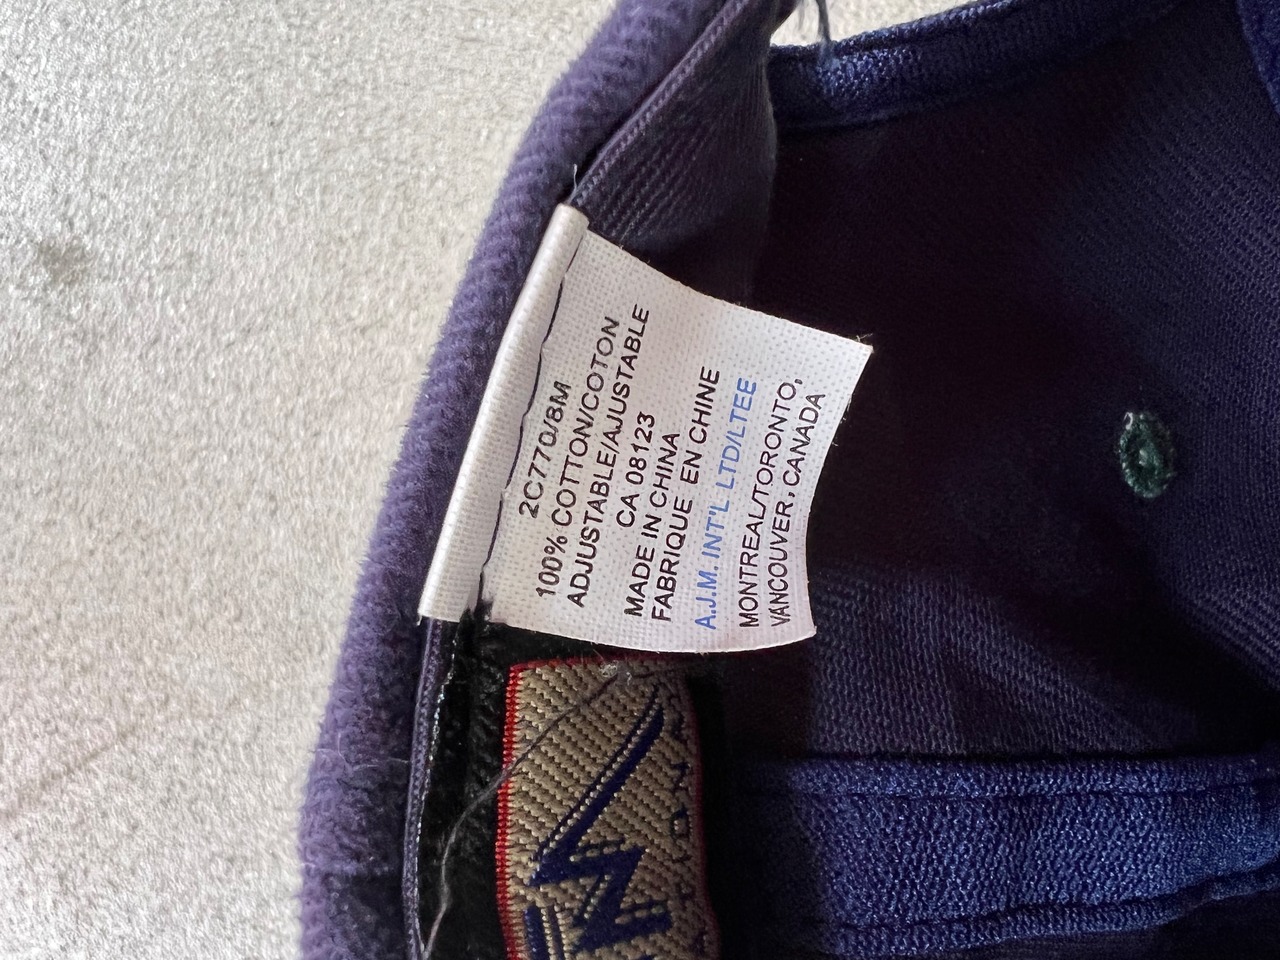 2C770/8M
100% COTTON/COTON
ADJUSTABLE/AJUSTABLE
CA 08123
MADE IN CHINA
FABRIQUE EN CHINE
A.J.M. INT'L LTD/LTEE
MONTREAL/TORONTO,
VANCOUVER, CANADA